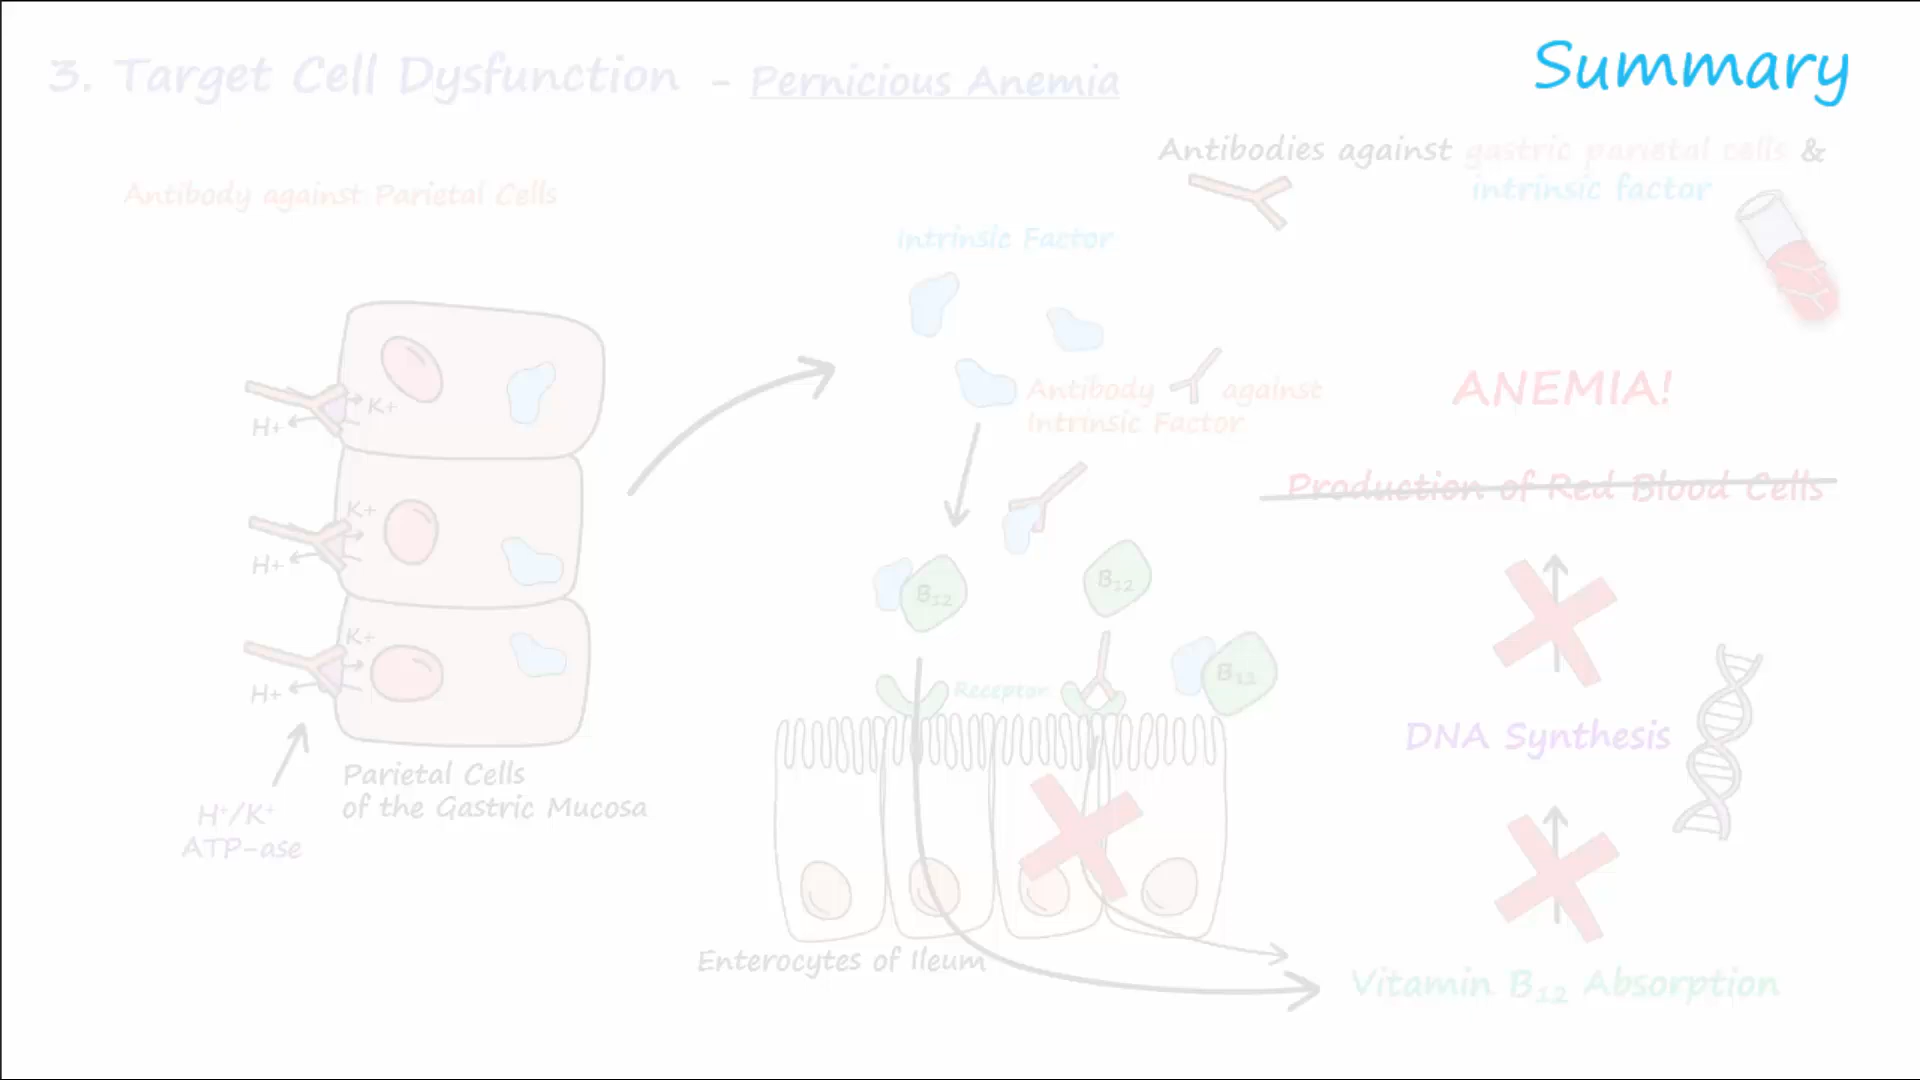 Summary
3. Target Cell Dysfunction - Pernicious Anemia
Antibodies against gastric parietal cells &
intrinsic factor
Antibody against Parietal Cells
Intrinsic Factor
Antibody against
Intrinsic Factor
ANEMIA!
Production of Red Blood Cells
K+
H+
K+
H+
K+
H+
B12
B12
B12
Receptor
DNA Synthesis
Parietal Cells
of the Gastric Mucosa
H+/K+
ATP-ase
Enterocytes of Ileum
Vitamin B12 Absorption